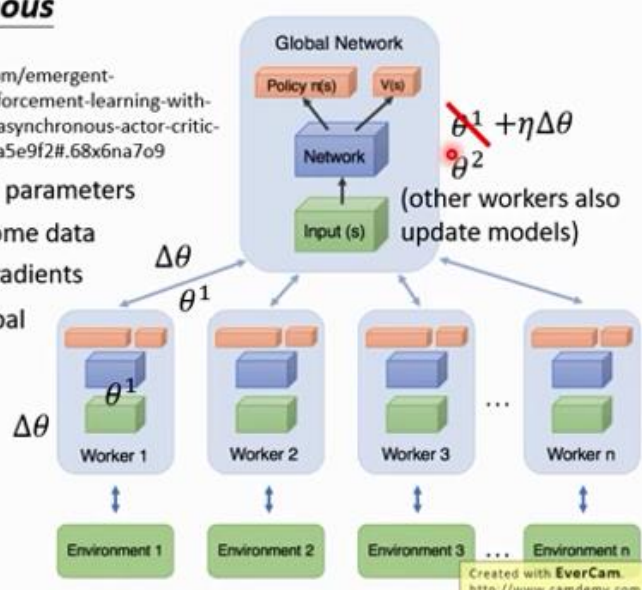 ous
m/emergent-
forcement-learning-with-
asynchronous-actor-critic-
a5e9f2#.68x6na7o9
parameters
ome data
adients
bal
Global Network
Policy π(s)
V(s)
Network
Input (s)
θ¹ +ηΔθ
θ²
(other workers also
update models)
Δθ
θ¹
θ¹
Δθ
Worker 1
Worker 2
Worker 3
...
Worker n
Environment 1
Environment 2
Environment 3
...
Environment n
Created with EverCam.